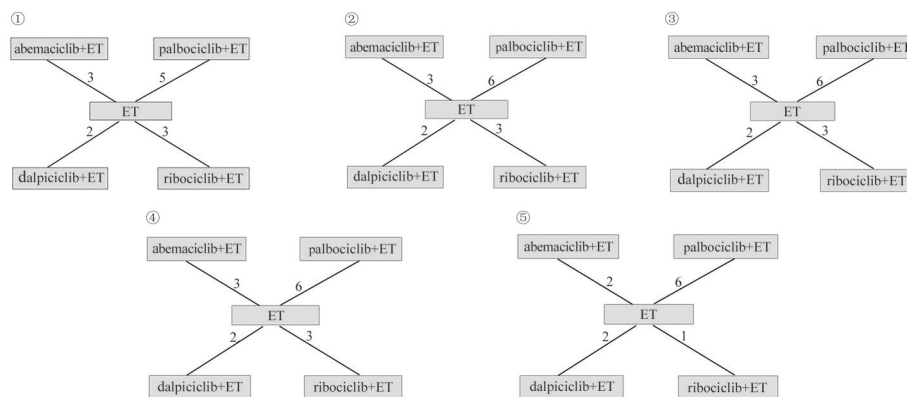 ① ② ③
abemaciclib+ET palbociclib+ET abemaciclib+ET palbociclib+ET abemaciclib+ET palbociclib+ET
3 5 3 6 3 6
ET ET ET
2 3 2 3 2 3
dalpiciclib+ET ribociclib+ET dalpiciclib+ET ribociclib+ET dalpiciclib+ET ribociclib+ET
④ ⑤
abemaciclib+ET palbociclib+ET abemaciclib+ET palbociclib+ET
3 6 2 6
ET ET
2 3 2 1
dalpiciclib+ET ribociclib+ET dalpiciclib+ET ribociclib+ET